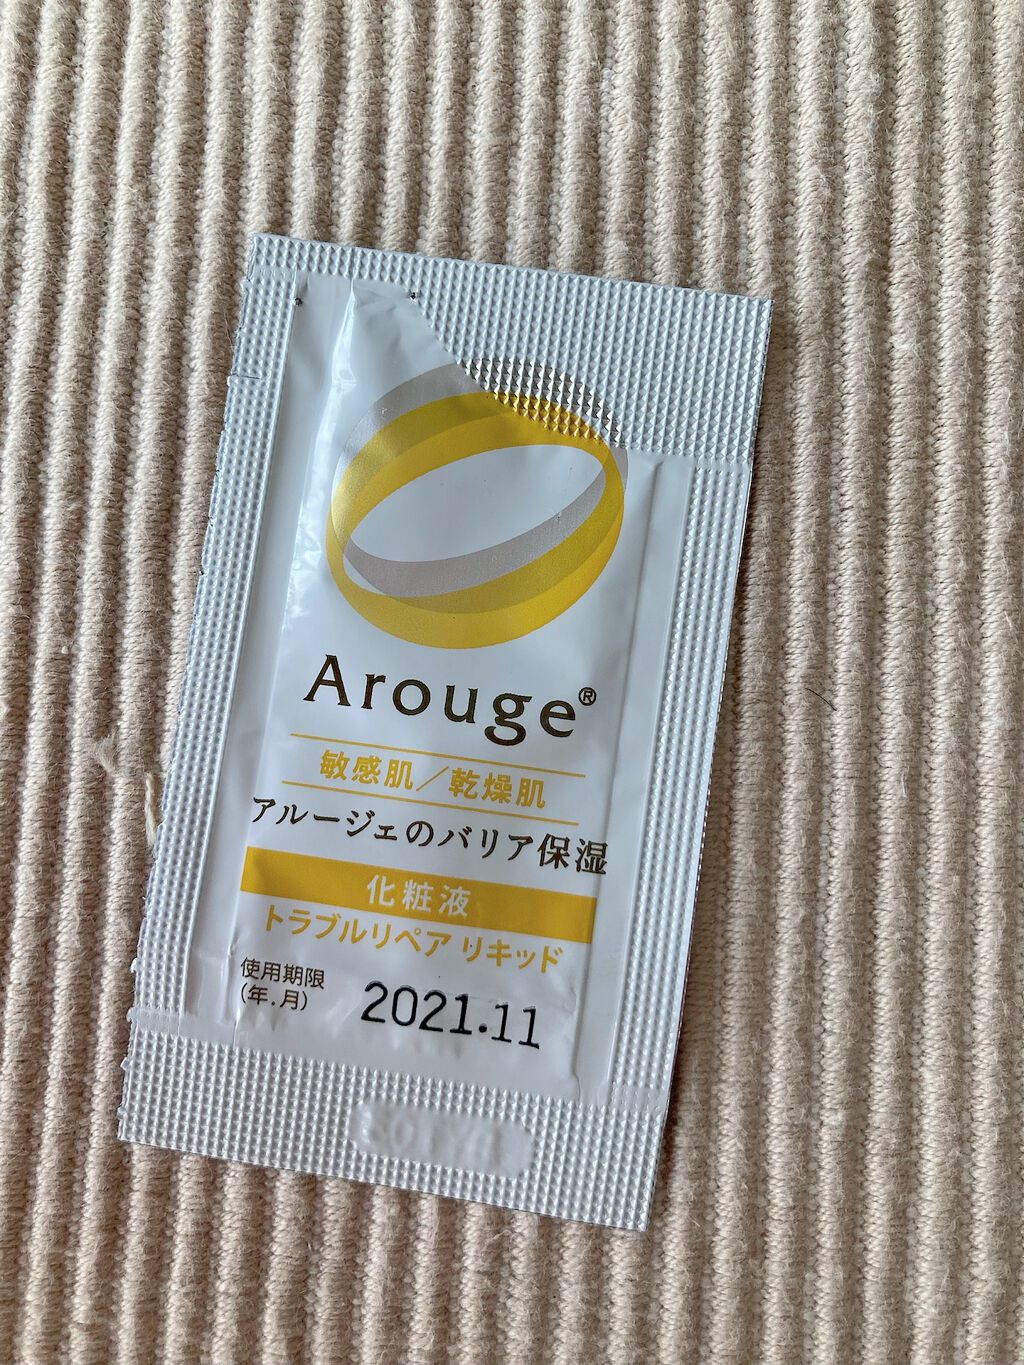 Arouge®
敏感肌／乾燥肌
アルージェのバリア保湿
化粧液
トラブルリペア リキッド
使用期限
(年.月)
2021.11